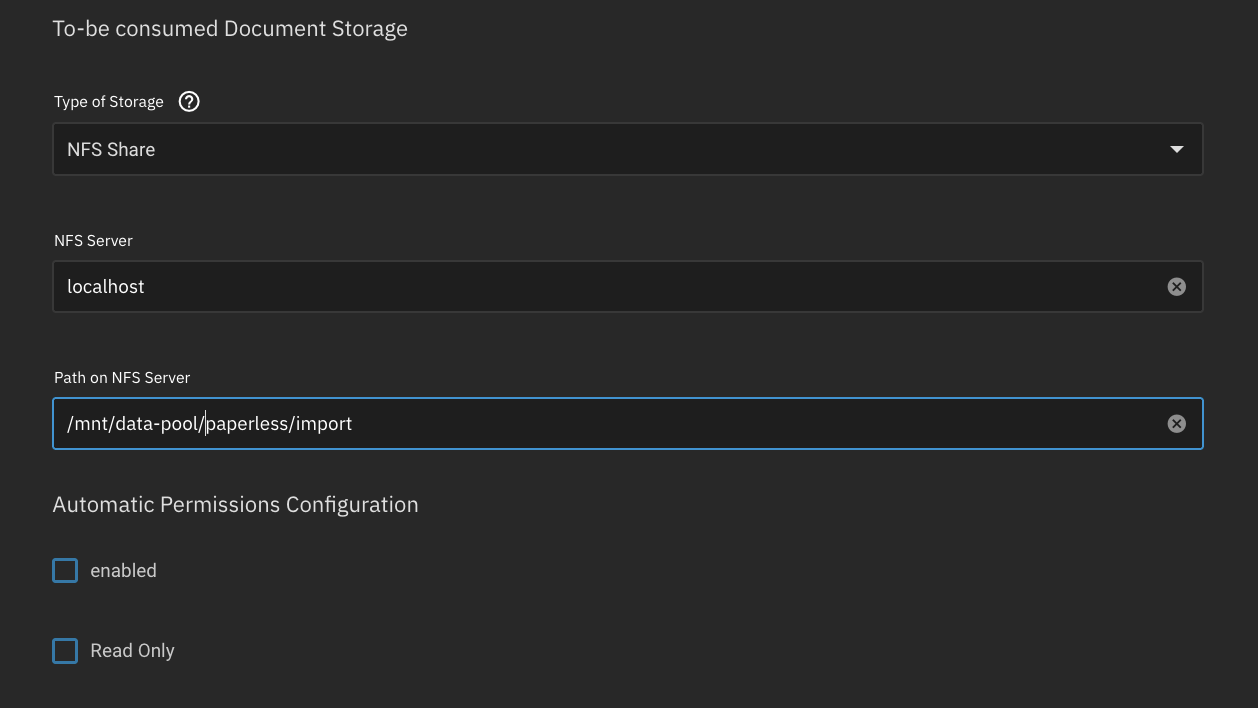 To-be consumed Document Storage
Type of Storage
NFS Share
NFS Server
localhost
Path on NFS Server
/mnt/data-pool/paperless/import
Automatic Permissions Configuration
enabled
Read Only